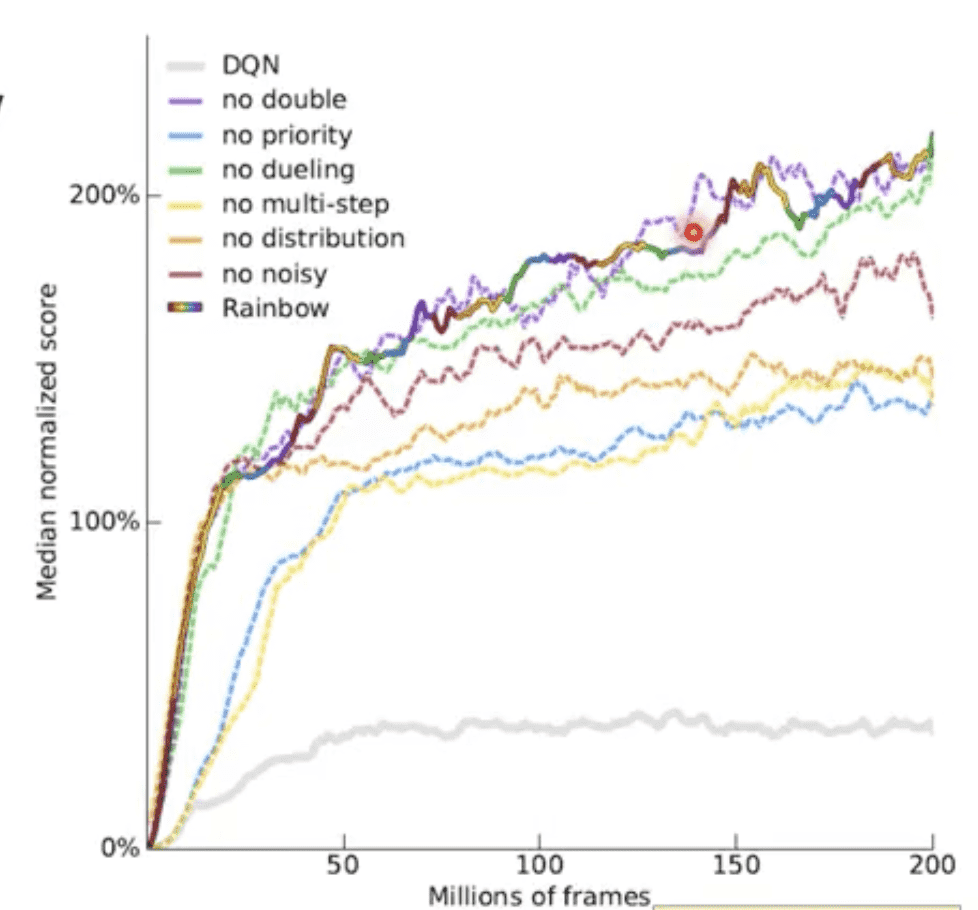 DQN
no double
no priority
no dueling
no multi-step
no distribution
no noisy
Rainbow
200%
100%
0%
Median normalized score
50 100 150 200
Millions of frames